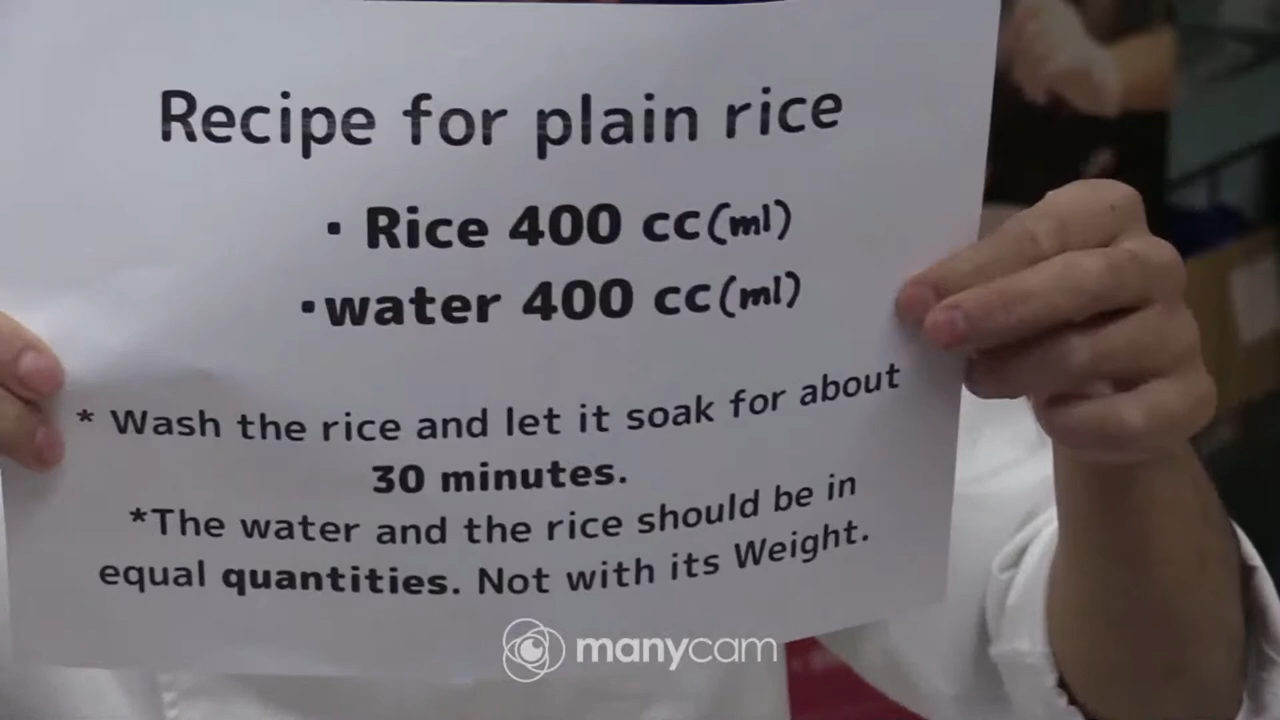 Recipe for plain rice
・ Rice 400 cc(ml)
・water 400 cc(ml)
* Wash the rice and let it soak for about
30 minutes.
*The water and the rice should be in
equal quantities. Not with its Weight.
manycam